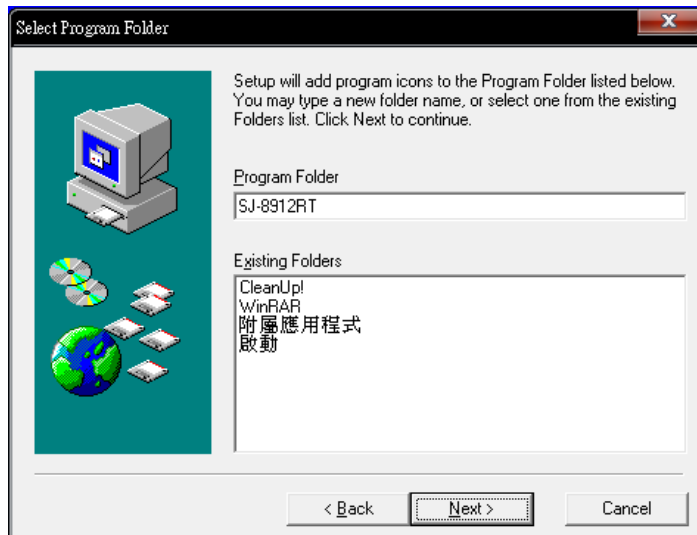 Select Program Folder
Setup will add program icons to the Program Folder listed below.
You may type a new folder name, or select one from the existing
Folders list. Click Next to continue.
Program Folder
SJ-8912RT
Existing Folders
CleanUp!
WinRAR
附屬應用程式
啟動
< Back
Next >
Cancel